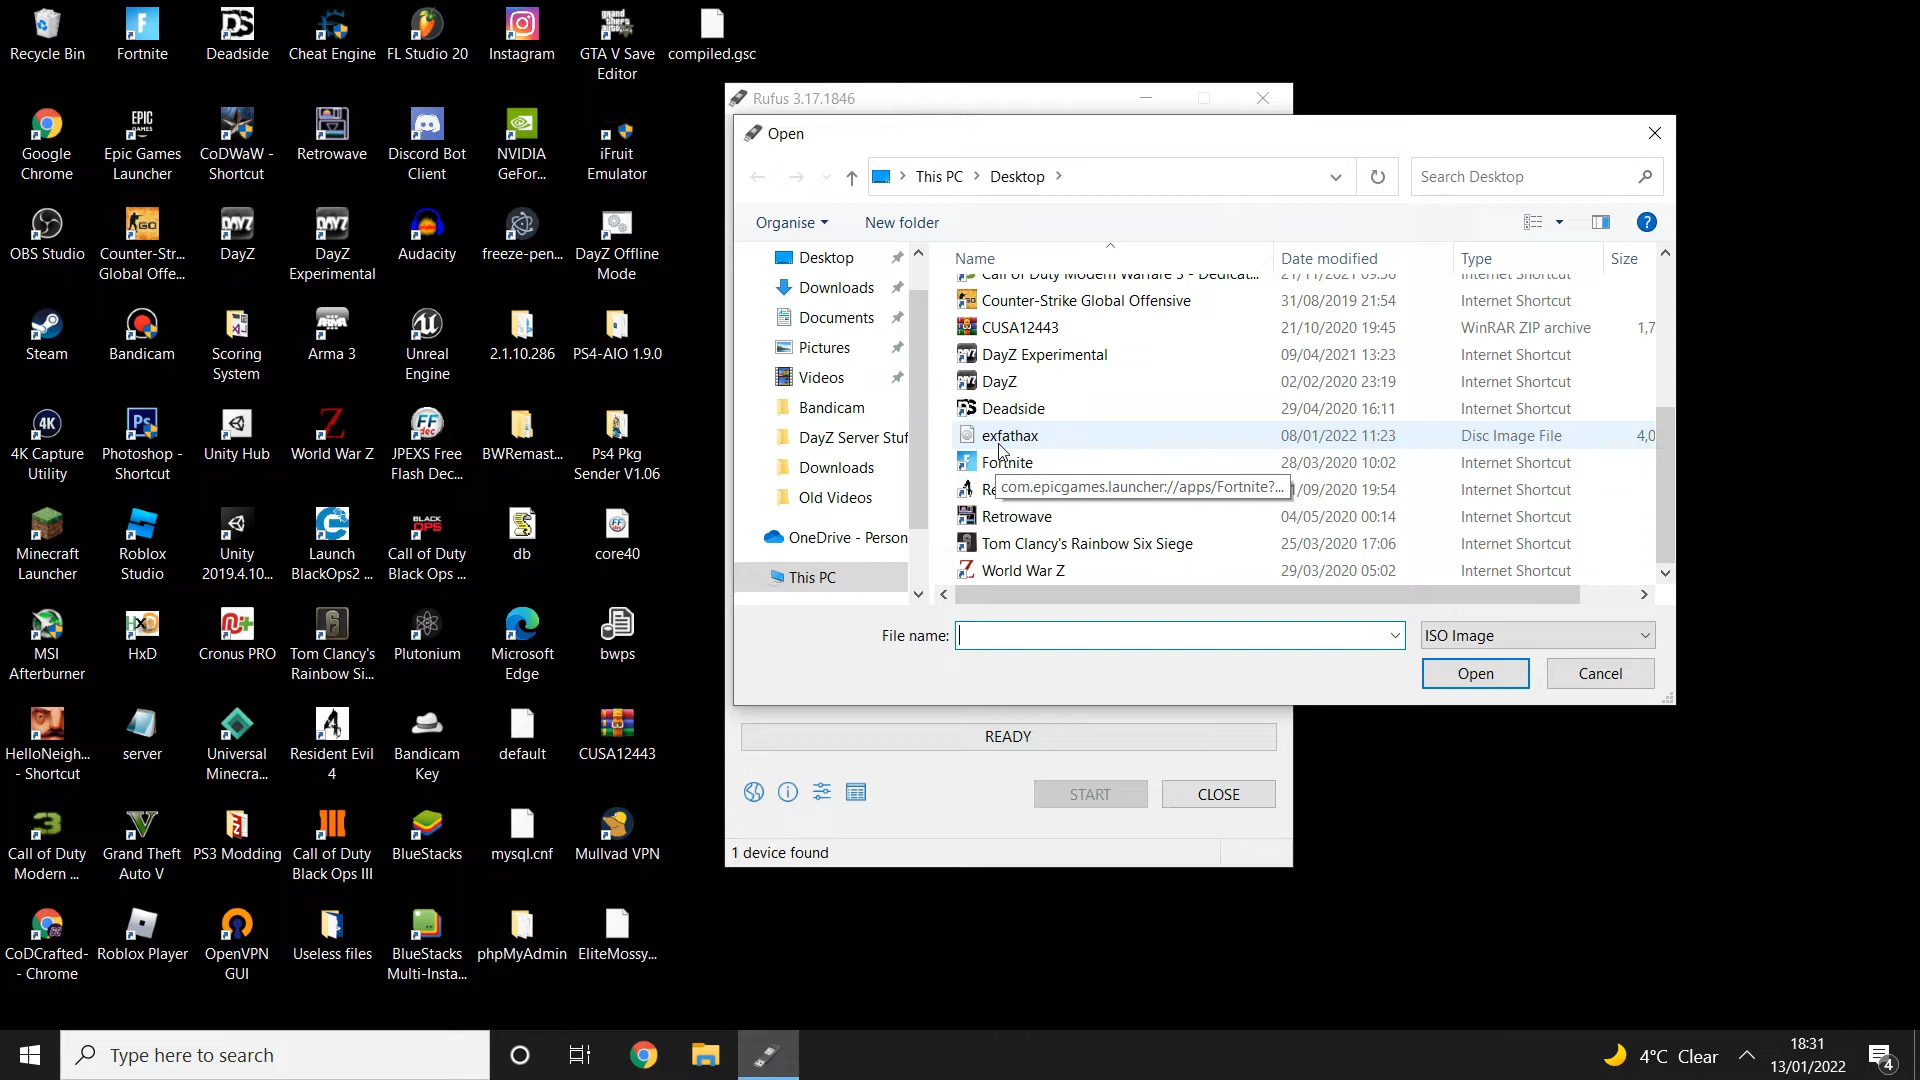 Recycle Bin
Fortnite
Deadside
Cheat Engine
FL Studio 20
Instagram
GTA V Save
Editor
compiled.gsc
Google
Chrome
Epic Games
Launcher
CoDWaW -
Shortcut
Retrowave
Discord Bot
Client
NVIDIA
GeFor...
iFruit
Emulator
OBS Studio
Counter-Str...
Global Offe...
DayZ
DayZ
Experimental
Audacity
freeze-pen...
DayZ Offline
Mode
Steam
Bandicam
Scoring
System
Arma 3
Unreal
Engine
2.1.10.286
PS4-AIO 1.9.0
4K Capture
Utility
Photoshop -
Shortcut
Unity Hub
World War Z
JPEXS Free
Flash Dec...
BWRemast...
Ps4 Pkg
Sender V1.06
Minecraft
Launcher
Roblox
Studio
Unity
2019.4.10...
Launch
BlackOps2 ...
Call of Duty
Black Ops ...
db
core40
MSI
Afterburner
HxD
Cronus PRO
Tom Clancy's
Rainbow Si...
Plutonium
Microsoft
Edge
bwps
HelloNeigh...
- Shortcut
server
Universal
Minecra...
Resident Evil
4
Bandicam
Key
default
CUSA12443
Call of Duty
Modern ...
Grand Theft
Auto V
PS3 Modding
Call of Duty
Black Ops III
BlueStacks
mysql.cnf
Mullvad VPN
CoDCrafted-
- Chrome
Roblox Player
OpenVPN
GUI
Useless files
BlueStacks
Multi-Insta...
phpMyAdmin
EliteMossy...
Rufus 3.17.1846
Open
This PC > Desktop >
Search Desktop
Organise
New folder
Desktop
Downloads
Documents
Pictures
Videos
Bandicam
DayZ Server Stuf
Downloads
Old Videos
OneDrive - Person
This PC
Name Date modified Type Size
Call of Duty Modern Warfare 3 - Dedicat... 21/11/2021 09:50 Internet Shortcut
Counter-Strike Global Offensive 31/08/2019 21:54 Internet Shortcut
CUSA12443 21/10/2020 19:45 WinRAR ZIP archive 1,7
DayZ Experimental 09/04/2021 13:23 Internet Shortcut
DayZ 02/02/2020 23:19 Internet Shortcut
Deadside 29/04/2020 16:11 Internet Shortcut
exfathax 08/01/2022 11:23 Disc Image File 4,0
Fortnite 28/03/2020 10:02 Internet Shortcut
Re /09/2020 19:54 Internet Shortcut
com.epicgames.launcher://apps/Fortnite?...
Retrowave 04/05/2020 00:14 Internet Shortcut
Tom Clancy's Rainbow Six Siege 25/03/2020 17:06 Internet Shortcut
World War Z 29/03/2020 05:02 Internet Shortcut
File name:
ISO Image
Open
Cancel
READY
START
CLOSE
1 device found
Type here to search
4°C Clear
18:31
13/01/2022
4